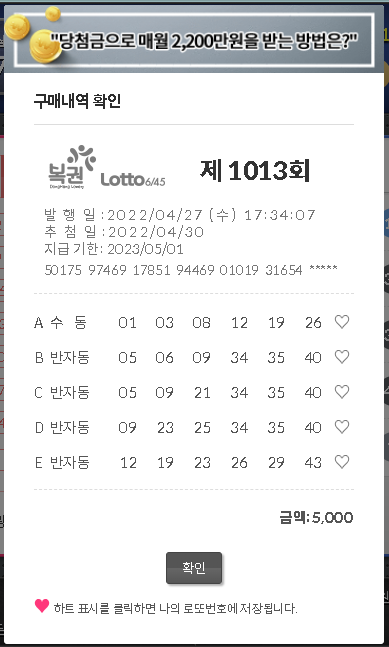 "당첨금으로 매월 2,200만원을 받는 방법은?"
구매내역 확인
복권 Lotto 6/45 제 1013회
발 행 일 : 2022/04/27 (수) 17:34:07
추 첨 일 : 2022/04/30
지급 기한 : 2023/05/01
50175 97469 17851 94469 01019 31654 *****
A 수 동 01 03 08 12 19 26
B 반자동 05 06 09 34 35 40
C 반자동 05 09 21 34 35 40
D 반자동 09 23 25 34 35 40
E 반자동 12 19 23 26 29 43
금액: 5,000
확인
하트 표시를 클릭하면 나의 로또번호에 저장됩니다.